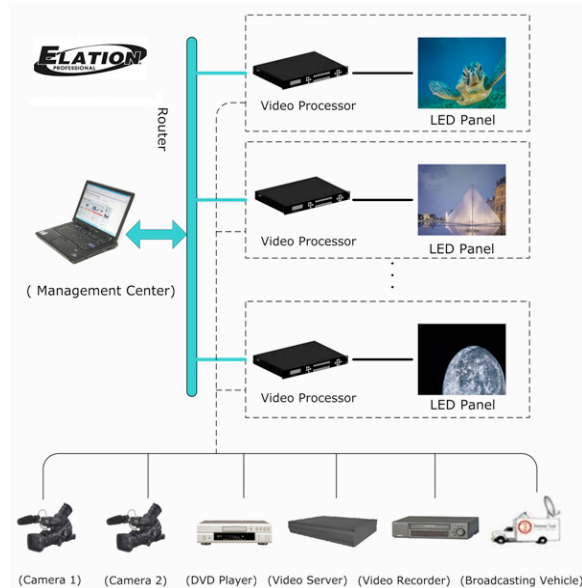 ELATION
PROFESSIONAL
Router
Video Processor
LED Panel
Video Processor
LED Panel
( Management Center)
Video Processor
LED Panel
(Camera 1)
(Camera 2)
(DVD Player)
(Video Server)
(Video Recorder)
(Broadcasting Vehicle)